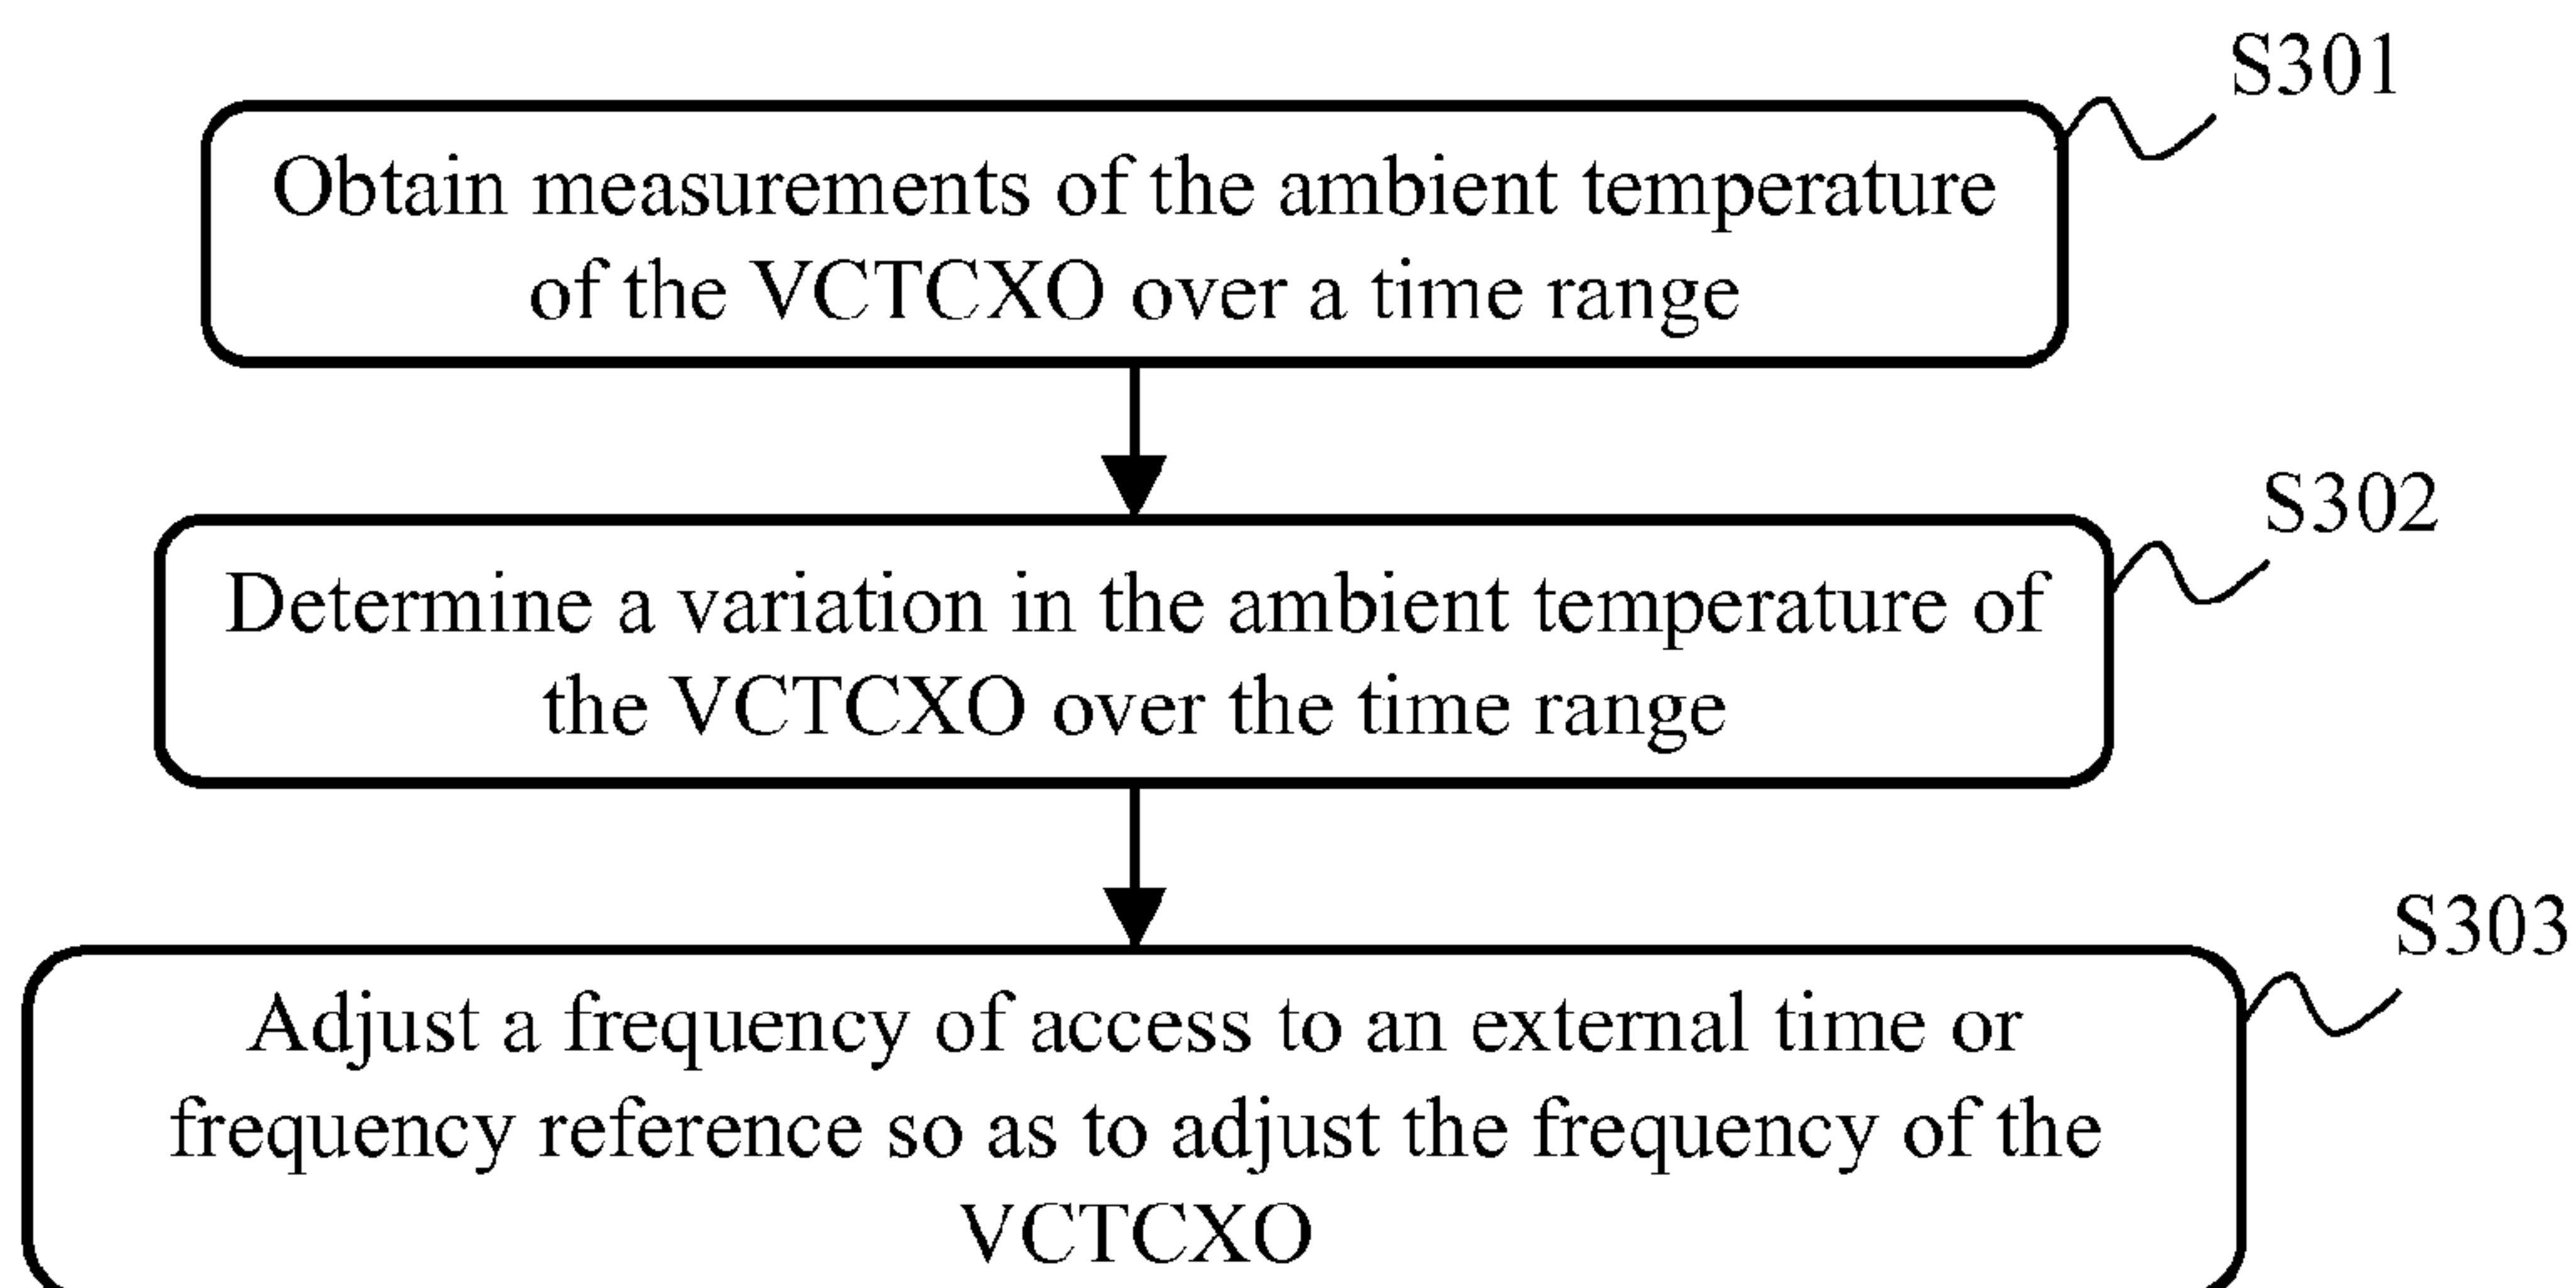 S301
Obtain measurements of the ambient temperature
of the VCTCXO over a time range
S302
Determine a variation in the ambient temperature of
the VCTCXO over the time range
S303
Adjust a frequency of access to an external time or
frequency reference so as to adjust the frequency of the
VCTCXO